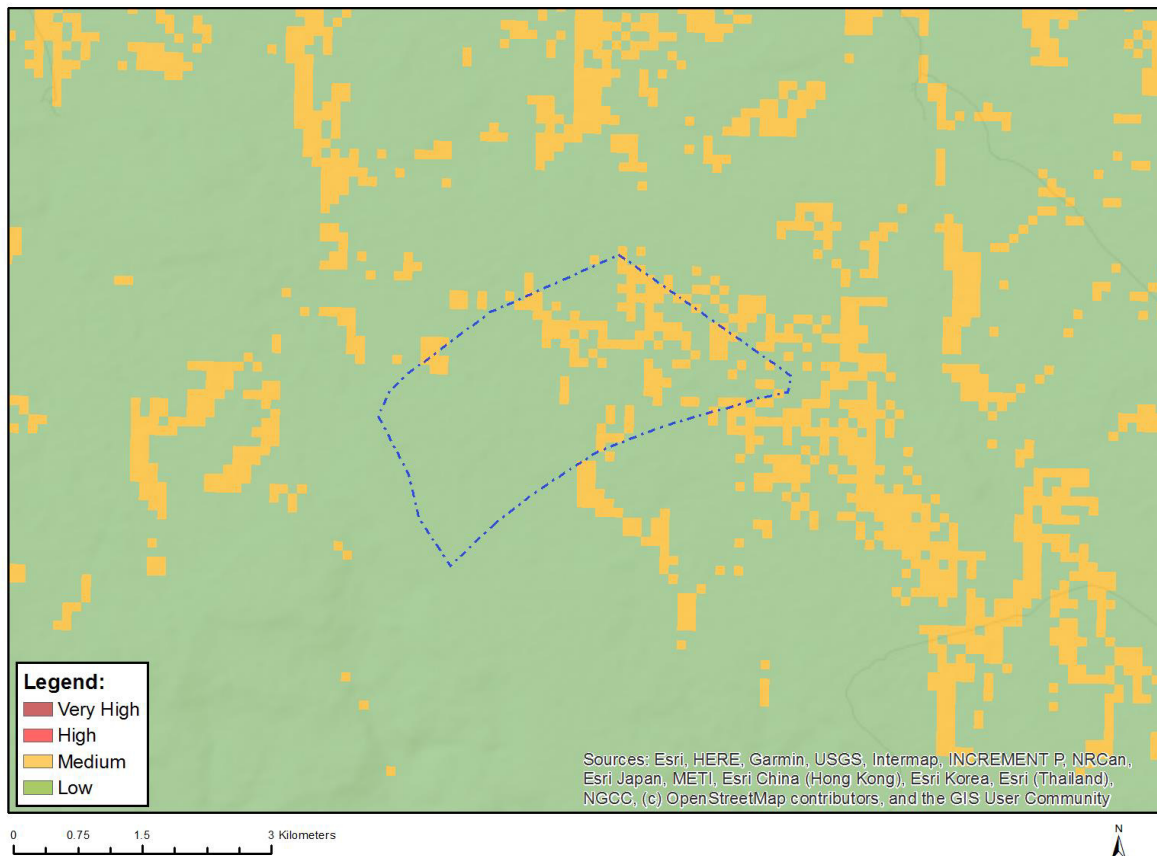 Legend:
Very High
High
Medium
Low
Sources: Esri, HERE, Garmin, USGS, Intermap, INCREMENT P, NRCan,
Esri Japan, METI, Esri China (Hong Kong), Esri Korea, Esri (Thailand),
NGCC, (c) OpenStreetMap contributors, and the GIS User Community
0 0.75 1.5 3 Kilometers
N